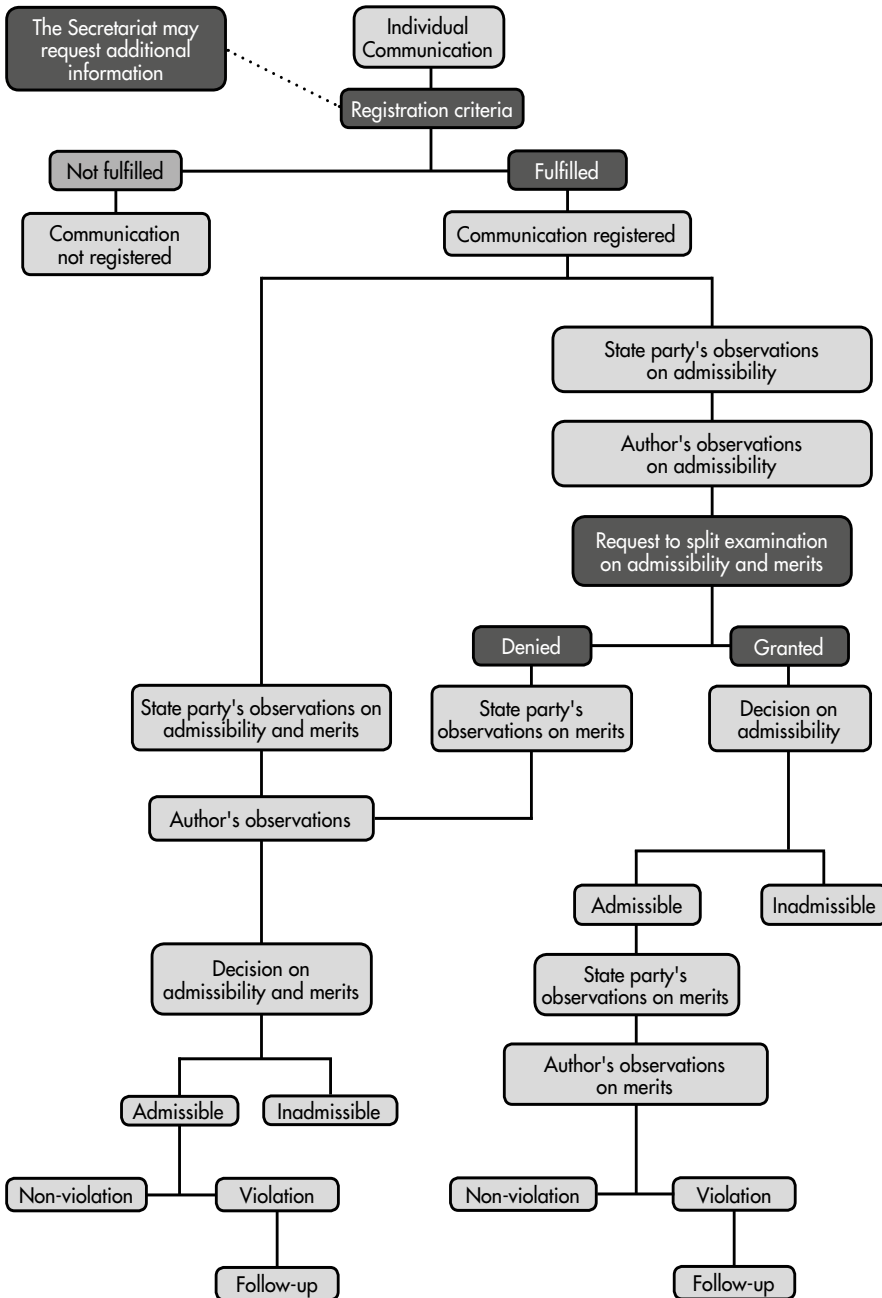 The Secretariat may
request additional
information
Individual
Communication
Registration criteria
Not fulfilled
Fulfilled
Communication
not registered
Communication registered
State party's observations
on admissibility
Author's observations
on admissibility
Request to split examination
on admissibility and merits
Denied
Granted
State party's observations on
admissibility and merits
State party's
observations on merits
Decision on
admissibility
Author's observations
Admissible
Inadmissible
Decision on
admissibility and merits
State party's
observations on merits
Author's observations
on merits
Admissible
Inadmissible
Non-violation
Violation
Non-violation
Violation
Follow-up
Follow-up